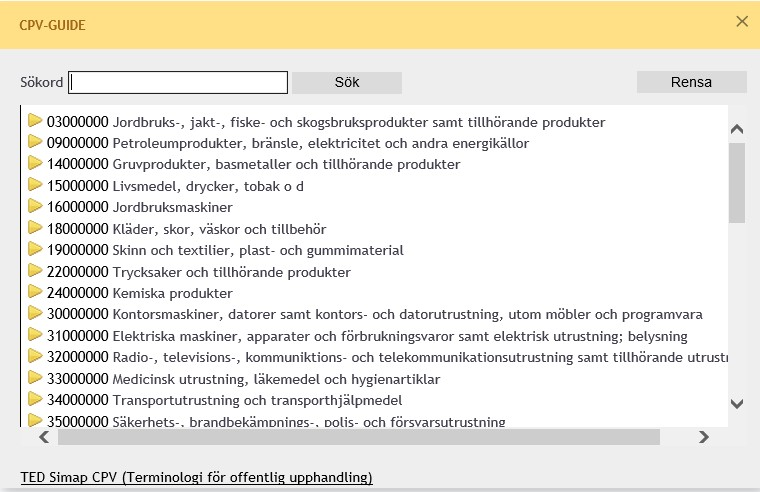 CPV-GUIDE
Sökord Sök Rensa
03000000 Jordbruks-, jakt-, fiske- och skogsbruksprodukter samt tillhörande produkter
09000000 Petroleumprodukter, bränsle, elektricitet och andra energikällor
14000000 Gruvprodukter, basmetaller och tillhörande produkter
15000000 Livsmedel, drycker, tobak o d
16000000 Jordbruksmaskiner
18000000 Kläder, skor, väskor och tillbehör
19000000 Skinn och textilier, plast- och gummimaterial
22000000 Trycksaker och tillhörande produkter
24000000 Kemiska produkter
30000000 Kontorsmaskiner, datorer samt kontors- och datorutrustning, utom möbler och programvara
31000000 Elektriska maskiner, apparater och förbrukningsvaror samt elektrisk utrustning; belysning
32000000 Radio-, televisions-, kommuniktions- och telekommunikationsutrustning samt tillhörande utrustn
33000000 Medicinsk utrustning, läkemedel och hygienartiklar
34000000 Transportutrustning och transporthjälpmedel
35000000 Säkerhets-, brandbekämpnings-, polis- och försvarsutrustning
TED Simap CPV (Terminologi för offentlig upphandling)